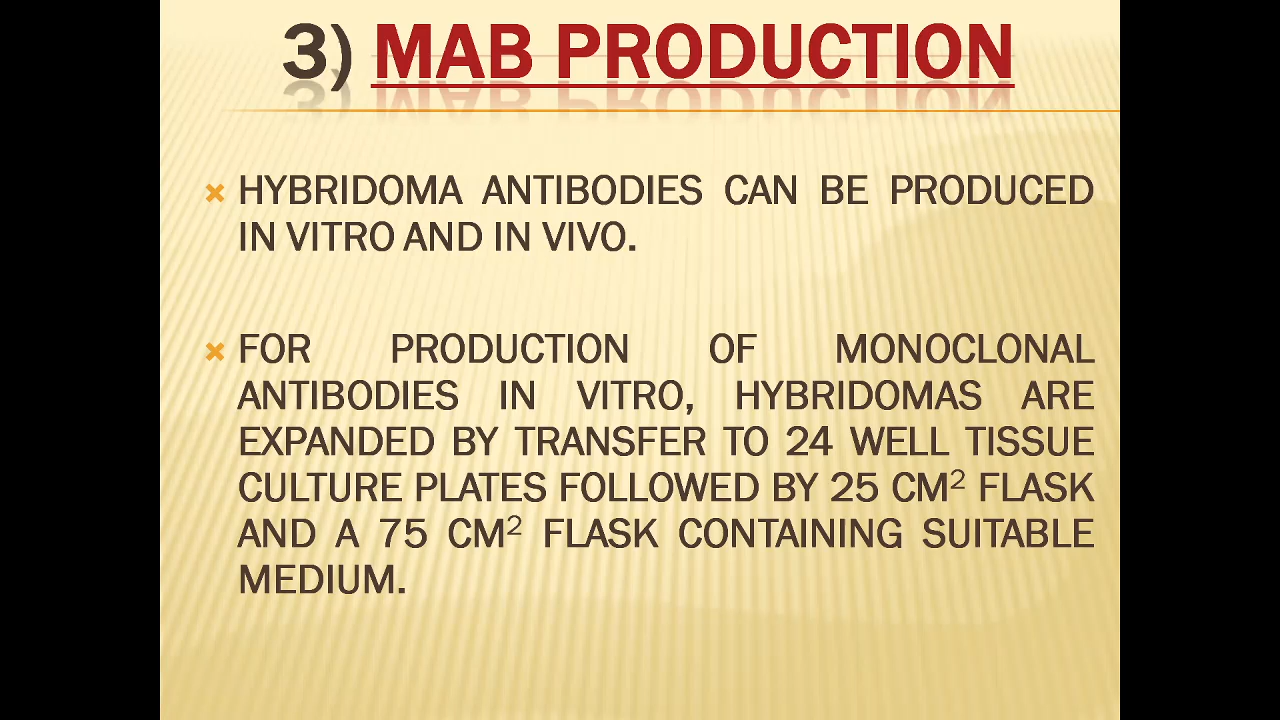 3) MAB PRODUCTION
HYBRIDOMA ANTIBODIES CAN BE PRODUCED
IN VITRO AND IN VIVO.
FOR PRODUCTION OF MONOCLONAL
ANTIBODIES IN VITRO, HYBRIDOMAS ARE
EXPANDED BY TRANSFER TO 24 WELL TISSUE
CULTURE PLATES FOLLOWED BY 25 CM² FLASK
AND A 75 CM² FLASK CONTAINING SUITABLE
MEDIUM.